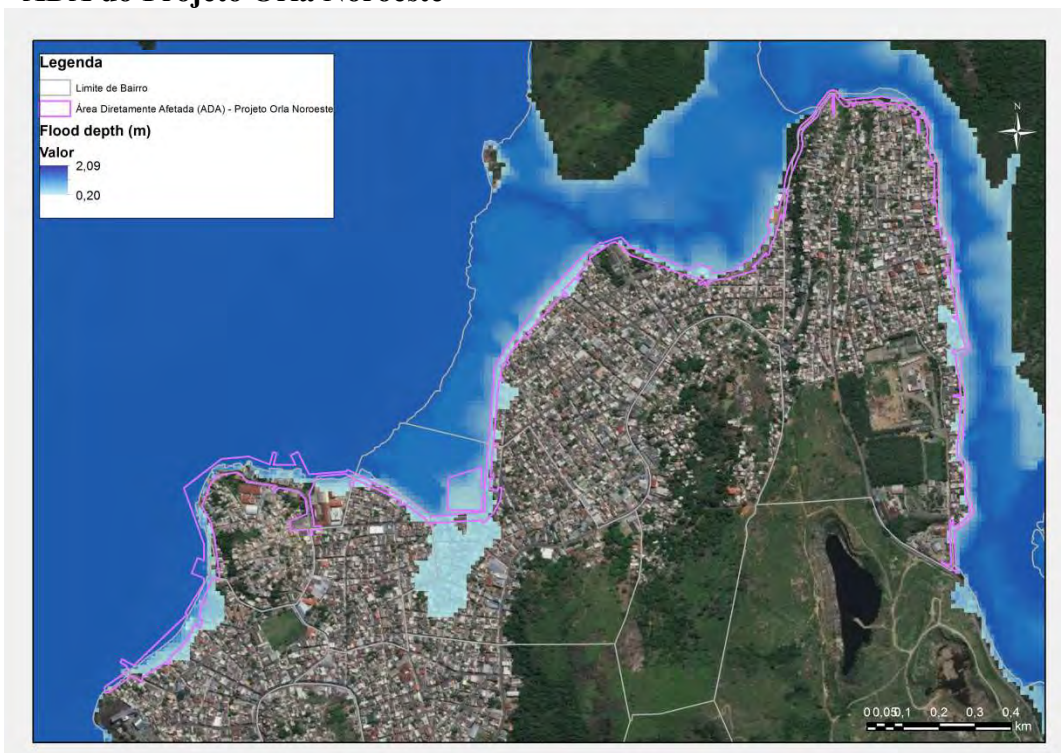 ADA do Projeto Orla Noroeste
Legenda
Limite de Bairro
Área Diretamente Afetada (ADA) - Projeto Orla Noroeste
Flood depth (m)
Valor
2,09
0,20
N
0 0,05 0,1 0,2 0,3 0,4
km